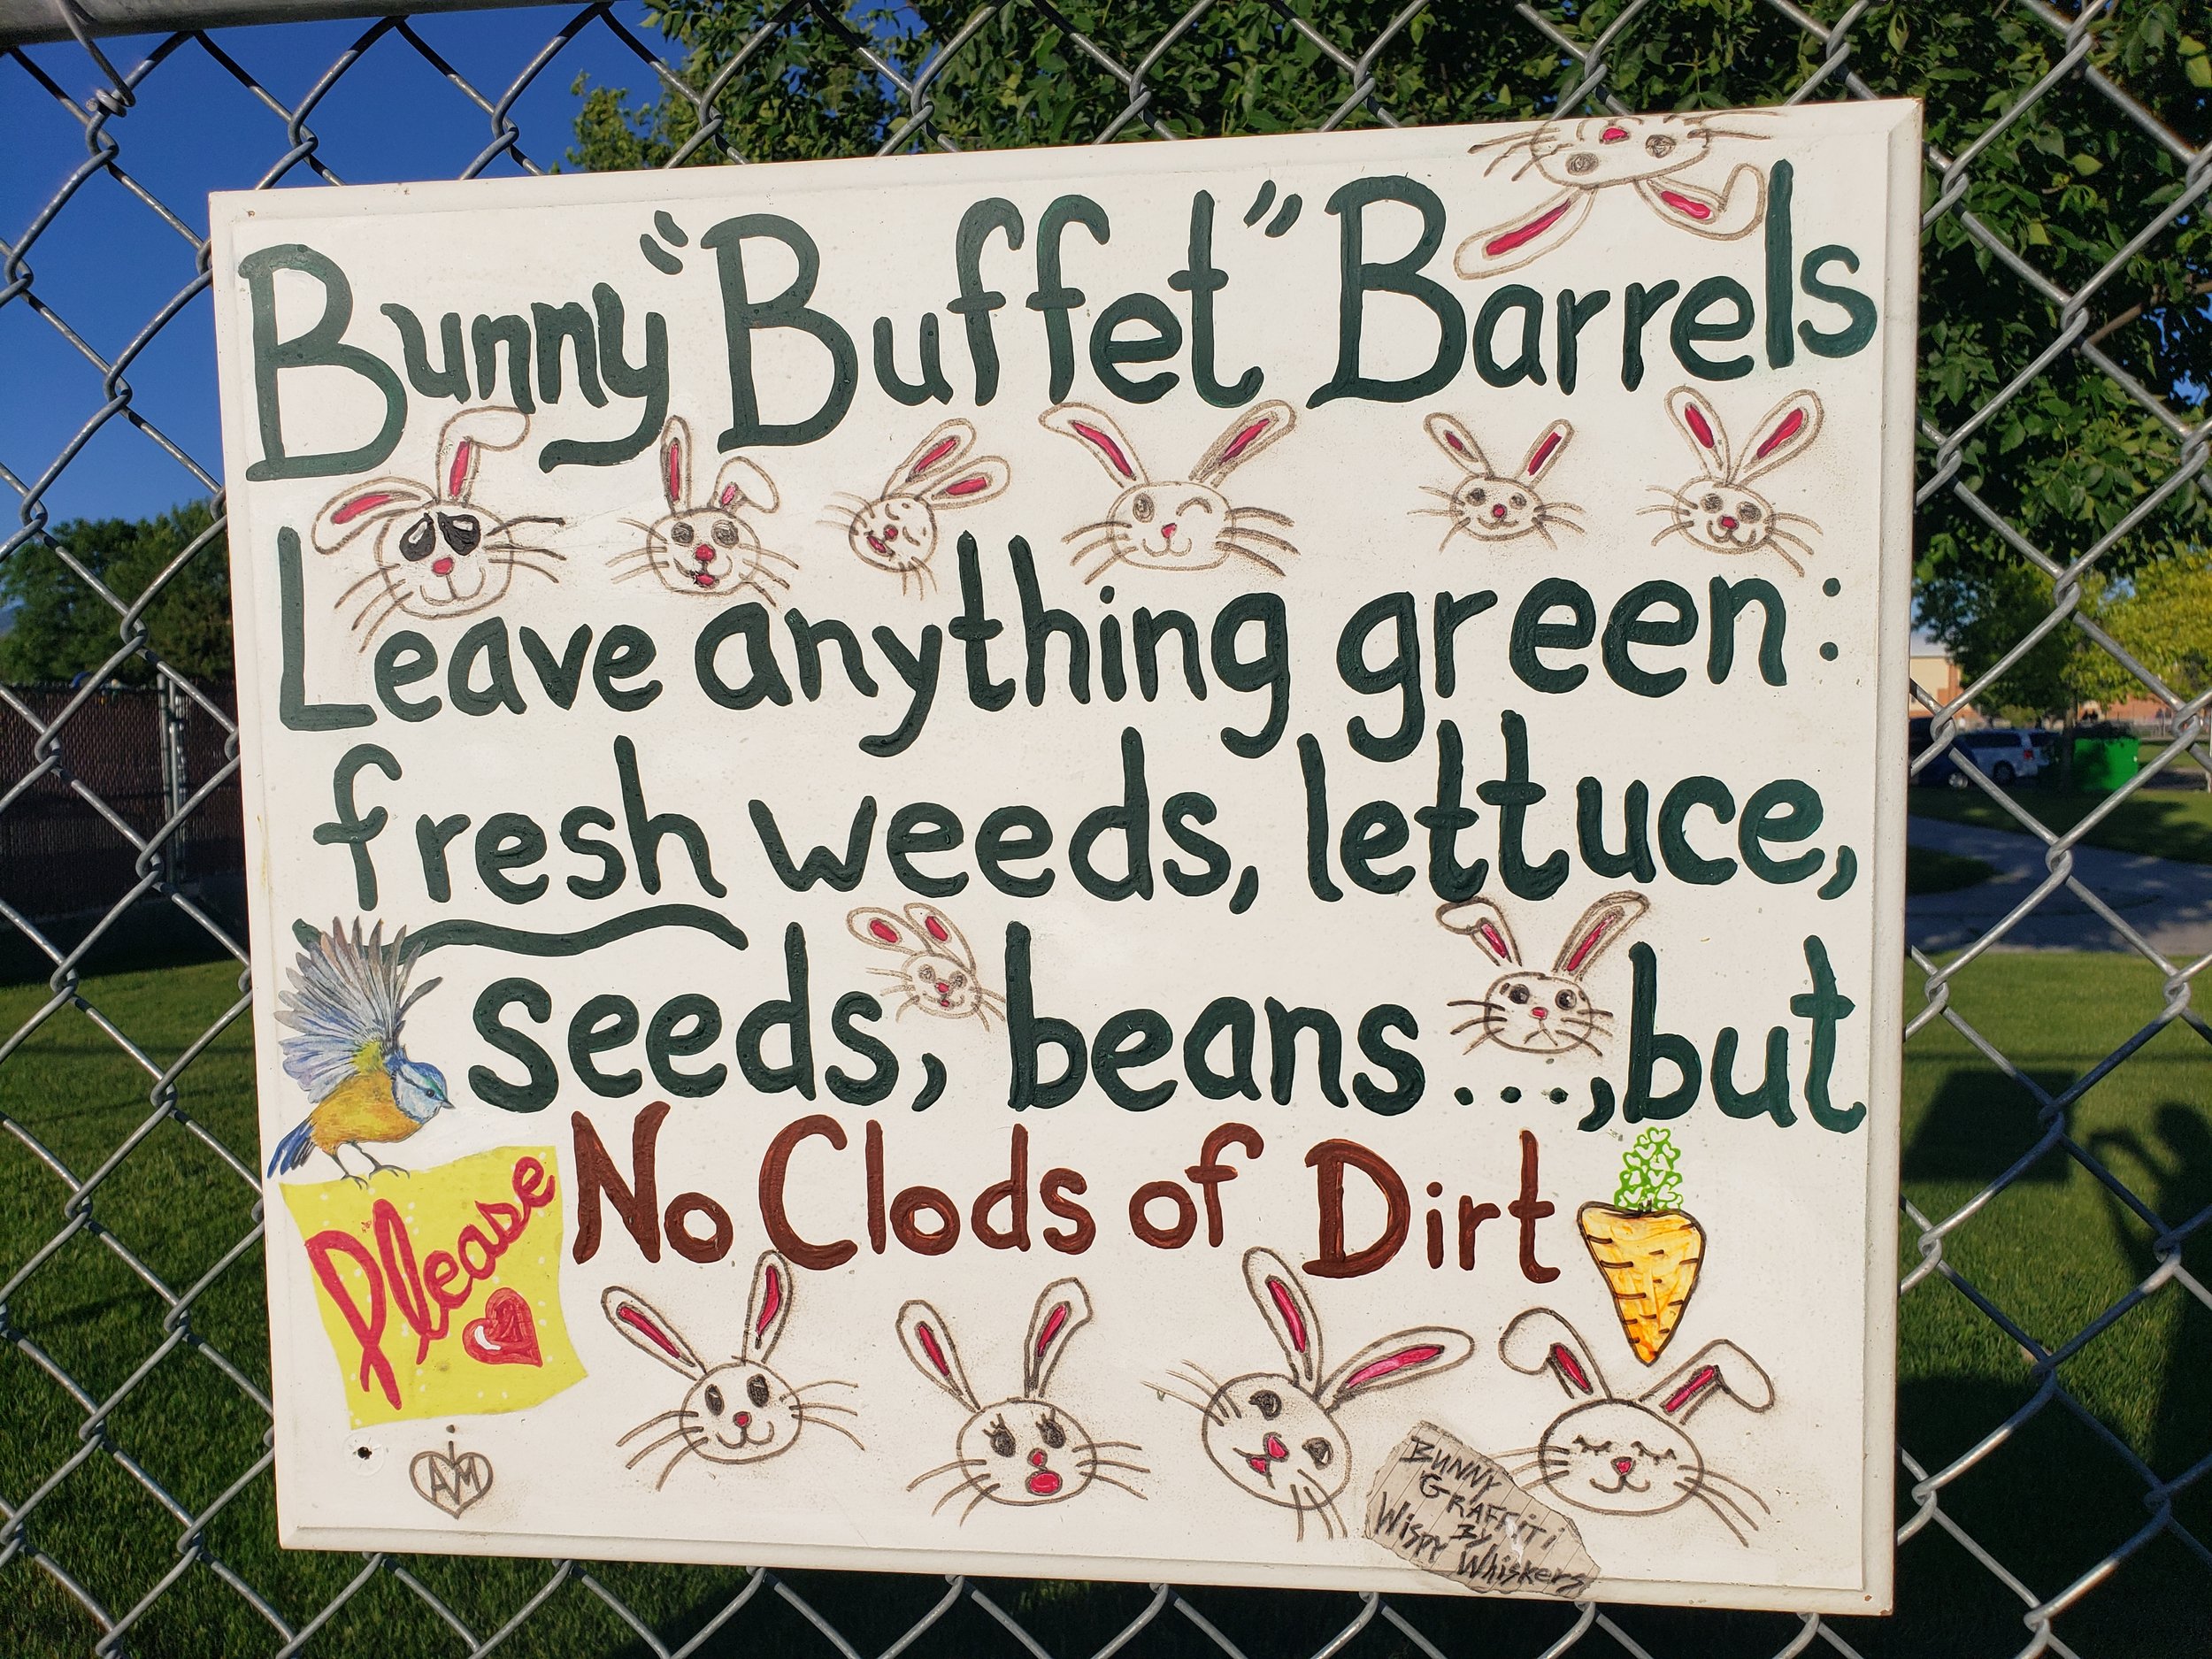 Bunny "Buffet" Barrels
Leave anything green:
fresh weeds, lettuce,
seeds, beans...,but
No Clods of Dirt
Please
AM
BUNNY
GRAFFITI
BY
WISPY Whiskers